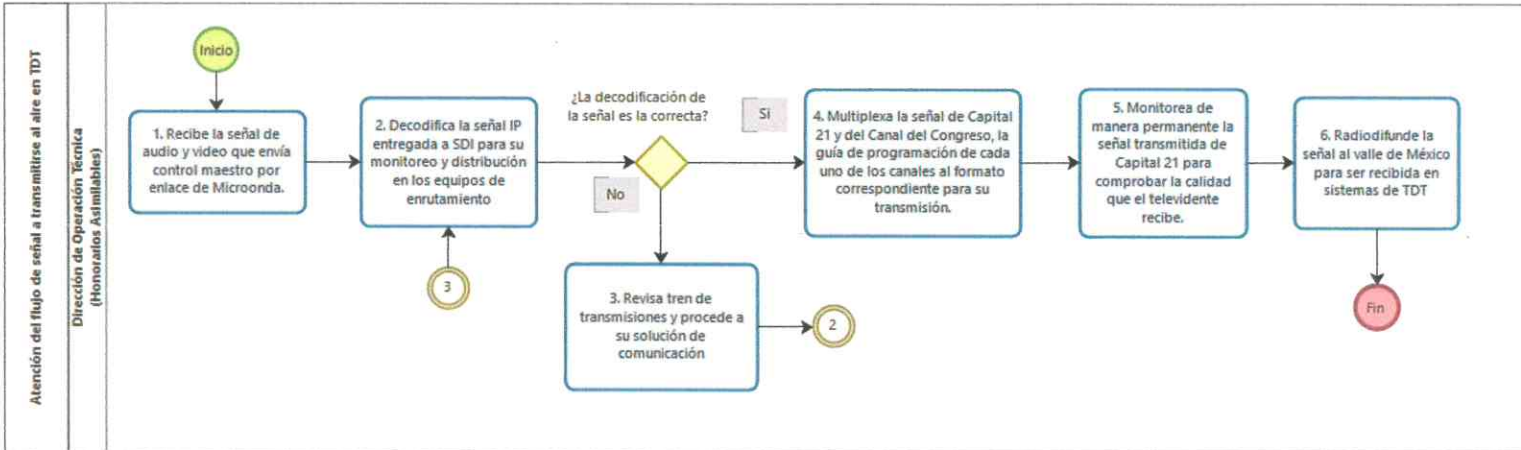 Atención del flujo de señal a transmitirse al aire en TDT
Dirección de Operación Técnica
(Honorarios Asimilables)
Inicio
1. Recibe la señal de
audio y video que envía
control maestro por
enlace de Microonda.
2. Decodifica la señal IP
entregada a SDI para su
monitoreo y distribución
en los equipos de
enrutamiento
3
¿La decodificación de
la señal es la correcta?
Si
No
3. Revisa tren de
transmisiones y procede a
su solución de
comunicación
2
4. Multiplexa la señal de Capital
21 y del Canal del Congreso, la
guía de programación de cada
uno de los canales al formato
correspondiente para su
transmisión.
5. Monitorea de
manera permanente la
señal transmitida de
Capital 21 para
comprobar la calidad
que el televidente
recibe.
6. Radiodifunde la
señal al valle de México
para ser recibida en
sistemas de TDT
Fin